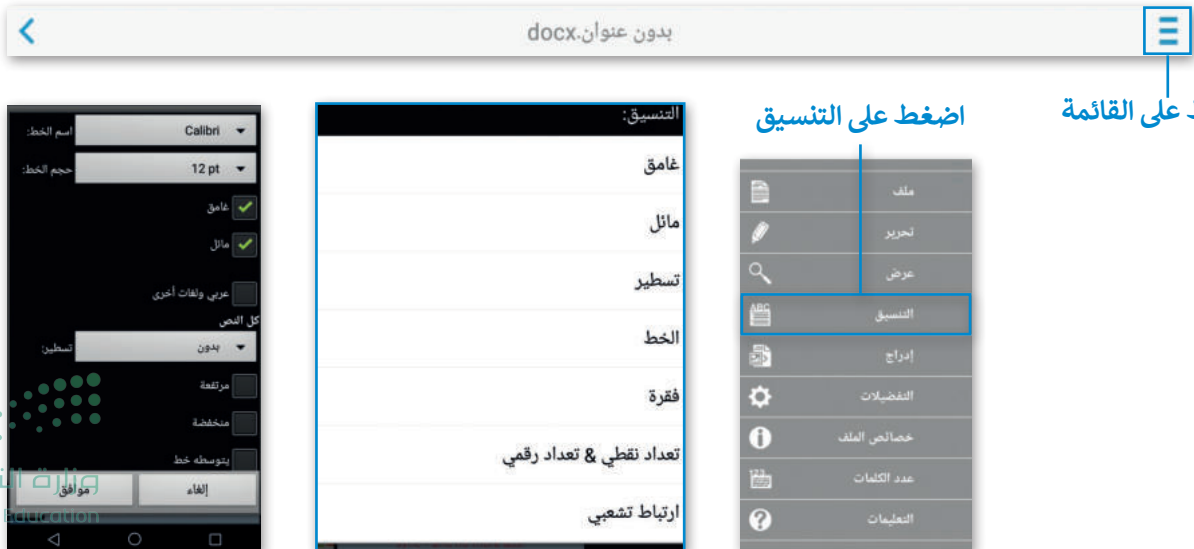 بدون عنوان.docx
على القائمة
اضغط على التنسيق
ملف
تحرير
عرض
التنسيق
إدراج
التفضيلات
خصائص الملف
عدد الكلمات
التعليمات
التنسيق:
غامق
مائل
تسطير
الخط
فقرة
تعداد نقطي & تعداد رقمي
ارتباط تشعبي
اسم الخط: Calibri
حجم الخط: 12 pt
غامق
مائل
عربي ولغات أخرى
كل النص
تسطير: بدون
مرتفعة
منخفضة
يتوسطه خط
موافق إلغاء
وزارة
Education